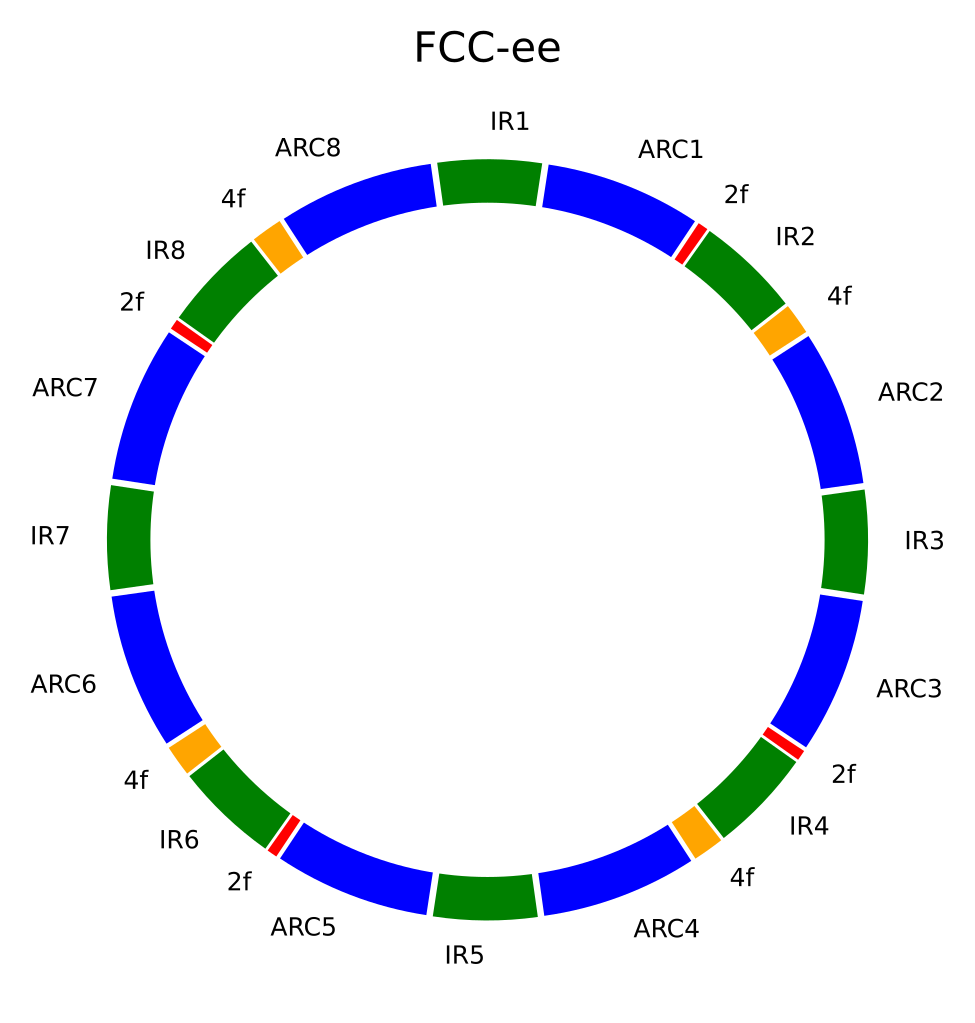 FCC-ee
IR1
ARC1
2f
IR2
4f
ARC2
IR3
ARC3
2f
IR4
4f
ARC4
IR5
ARC5
2f
IR6
4f
ARC6
IR7
ARC7
2f
IR8
4f
ARC8